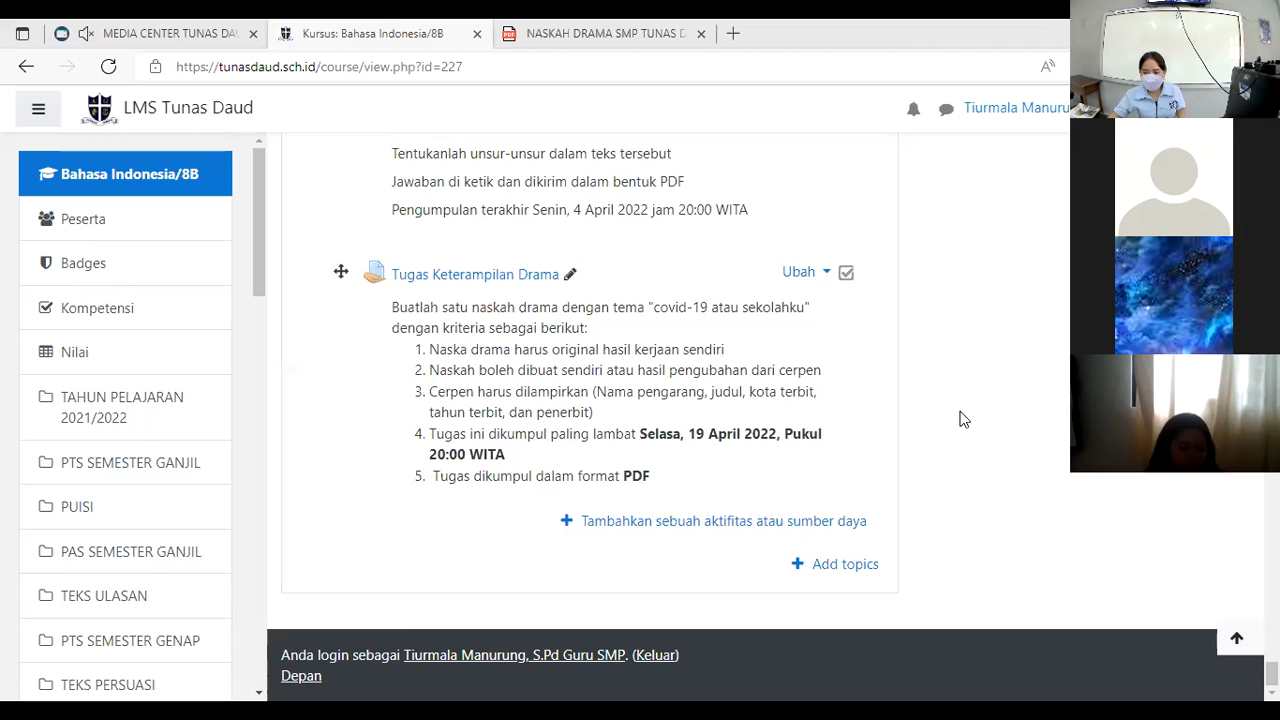 MEDIA CENTER TUNAS DA
Kursus: Bahasa Indonesia/8B
NASKAH DRAMA SMP TUNAS D
https://tunasdaud.sch.id/course/view.php?id=227
LMS Tunas Daud
Tiurmala Manuru
Bahasa Indonesia/8B
Peserta
Badges
Kompetensi
Nilai
TAHUN PELAJARAN
2021/2022
PTS SEMESTER GANJIL
PUISI
PAS SEMESTER GANJIL
TEKS ULASAN
PTS SEMESTER GENAP
TEKS PERSUASI
Tentukanlah unsur-unsur dalam teks tersebut
Jawaban di ketik dan dikirim dalam bentuk PDF
Pengumpulan terakhir Senin, 4 April 2022 jam 20:00 WITA
Tugas Keterampilan Drama
Ubah
Buatlah satu naskah drama dengan tema "covid-19 atau sekolahku"
dengan kriteria sebagai berikut:
1. Naska drama harus original hasil kerjaan sendiri
2. Naskah boleh dibuat sendiri atau hasil pengubahan dari cerpen
3. Cerpen harus dilampirkan (Nama pengarang, judul, kota terbit,
tahun terbit, dan penerbit)
4. Tugas ini dikumpul paling lambat Selasa, 19 April 2022, Pukul
20:00 WITA
5. Tugas dikumpul dalam format PDF
Tambahkan sebuah aktifitas atau sumber daya
Add topics
Anda login sebagai Tiurmala Manurung, S.Pd Guru SMP. (Keluar)
Depan